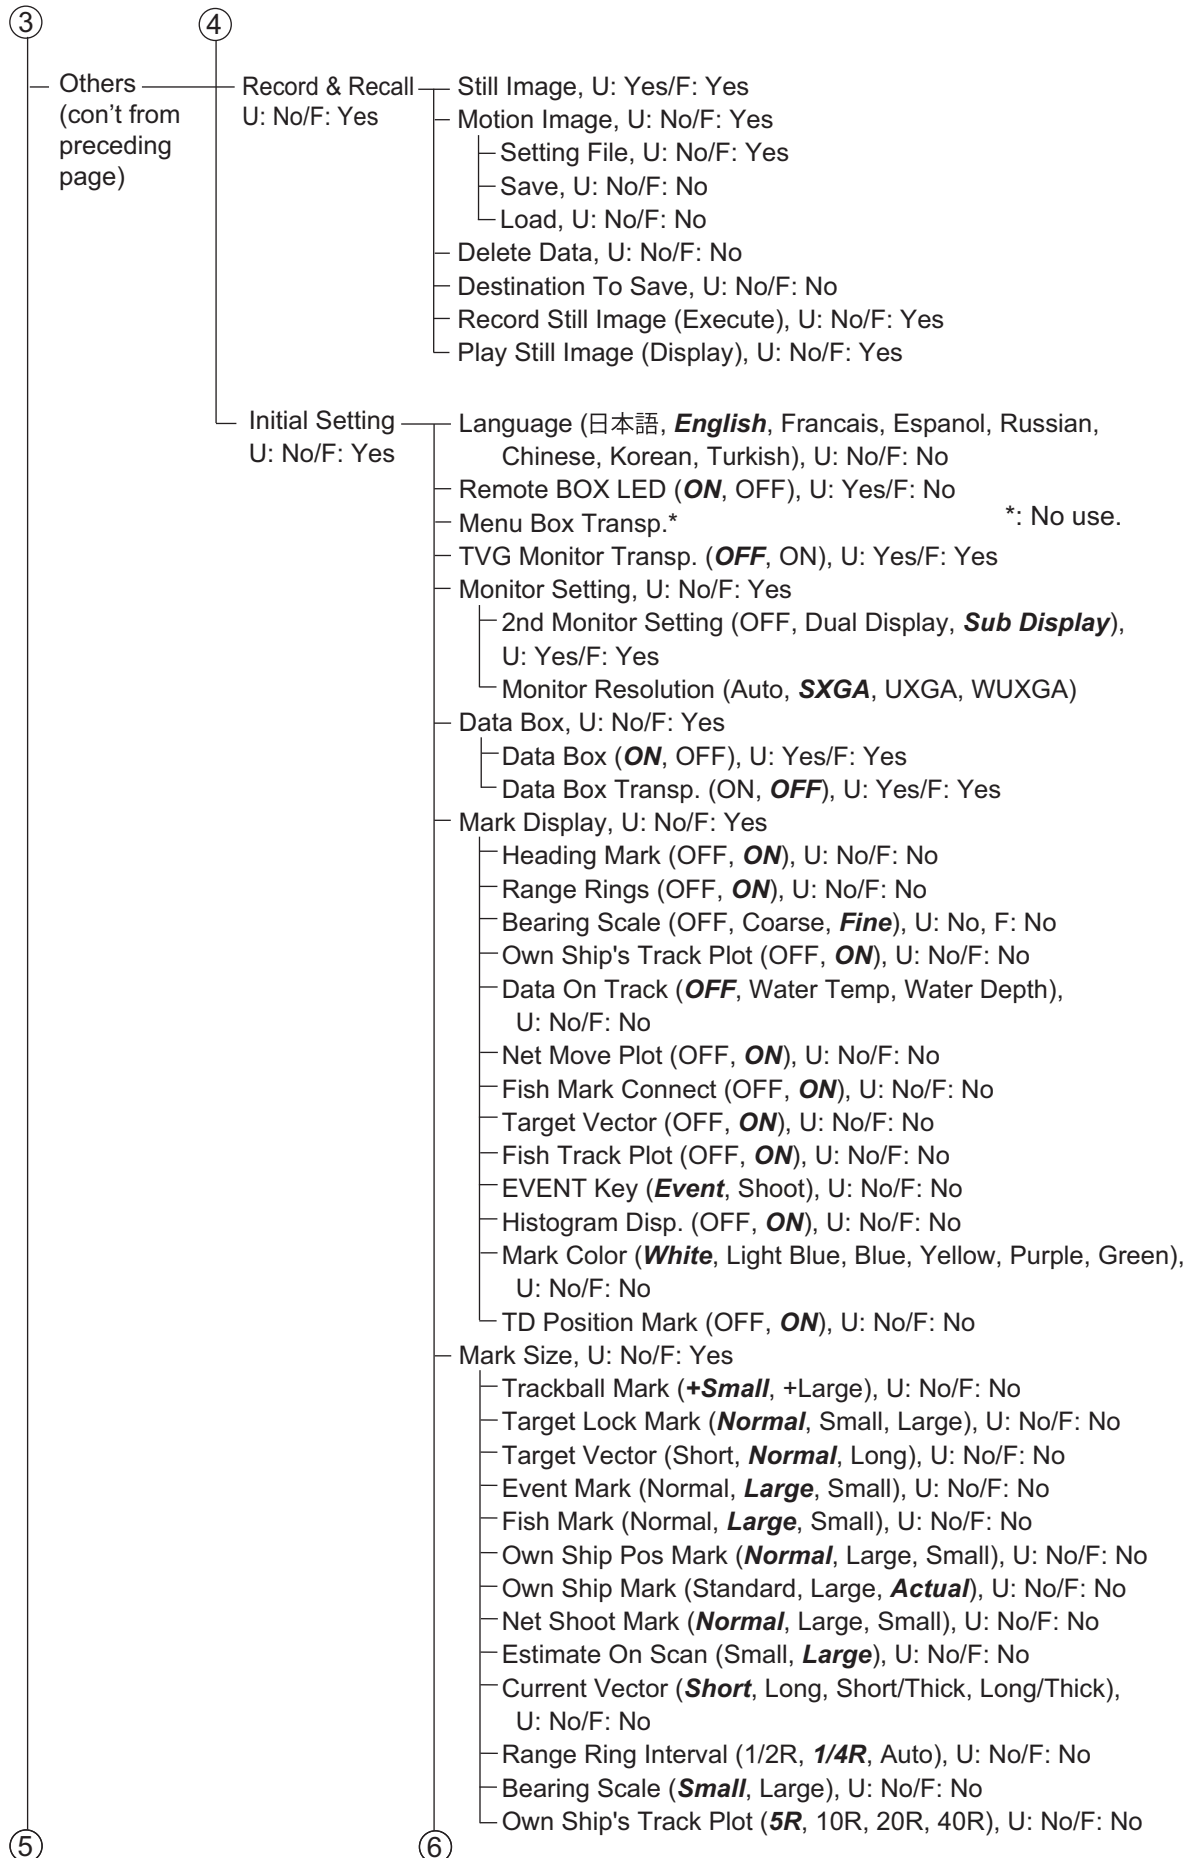 3
4
Others
(con't from
preceding
page)
Record & Recall
U: No/F: Yes
Still Image, U: Yes/F: Yes
Motion Image, U: No/F: Yes
Setting File, U: No/F: Yes
Save, U: No/F: No
Load, U: No/F: No
Delete Data, U: No/F: No
Destination To Save, U: No/F: No
Record Still Image (Execute), U: No/F: Yes
Play Still Image (Display), U: No/F: Yes
Initial Setting
U: No/F: Yes
Language (日本語, English, Francais, Espanol, Russian,
Chinese, Korean, Turkish), U: No/F: No
Remote BOX LED (ON, OFF), U: Yes/F: No
Menu Box Transp.*
*: No use.
TVG Monitor Transp. (OFF, ON), U: Yes/F: Yes
Monitor Setting, U: No/F: Yes
2nd Monitor Setting (OFF, Dual Display, Sub Display),
U: Yes/F: Yes
Monitor Resolution (Auto, SXGA, UXGA, WUXGA)
Data Box, U: No/F: Yes
Data Box (ON, OFF), U: Yes/F: Yes
Data Box Transp. (ON, OFF), U: Yes/F: Yes
Mark Display, U: No/F: Yes
Heading Mark (OFF, ON), U: No/F: No
Range Rings (OFF, ON), U: No/F: No
Bearing Scale (OFF, Coarse, Fine), U: No, F: No
Own Ship's Track Plot (OFF, ON), U: No/F: No
Data On Track (OFF, Water Temp, Water Depth),
U: No/F: No
Net Move Plot (OFF, ON), U: No/F: No
Fish Mark Connect (OFF, ON), U: No/F: No
Target Vector (OFF, ON), U: No/F: No
Fish Track Plot (OFF, ON), U: No/F: No
EVENT Key (Event, Shoot), U: No/F: No
Histogram Disp. (OFF, ON), U: No/F: No
Mark Color (White, Light Blue, Blue, Yellow, Purple, Green),
U: No/F: No
TD Position Mark (OFF, ON), U: No/F: No
Mark Size, U: No/F: Yes
Trackball Mark (+Small, +Large), U: No/F: No
Target Lock Mark (Normal, Small, Large), U: No/F: No
Target Vector (Short, Normal, Long), U: No/F: No
Event Mark (Normal, Large, Small), U: No/F: No
Fish Mark (Normal, Large, Small), U: No/F: No
Own Ship Pos Mark (Normal, Large, Small), U: No/F: No
Own Ship Mark (Standard, Large, Actual), U: No/F: No
Net Shoot Mark (Normal, Large, Small), U: No/F: No
Estimate On Scan (Small, Large), U: No/F: No
Current Vector (Short, Long, Short/Thick, Long/Thick),
U: No/F: No
Range Ring Interval (1/2R, 1/4R, Auto), U: No/F: No
Bearing Scale (Small, Large), U: No/F: No
Own Ship's Track Plot (5R, 10R, 20R, 40R), U: No/F: No
5
6